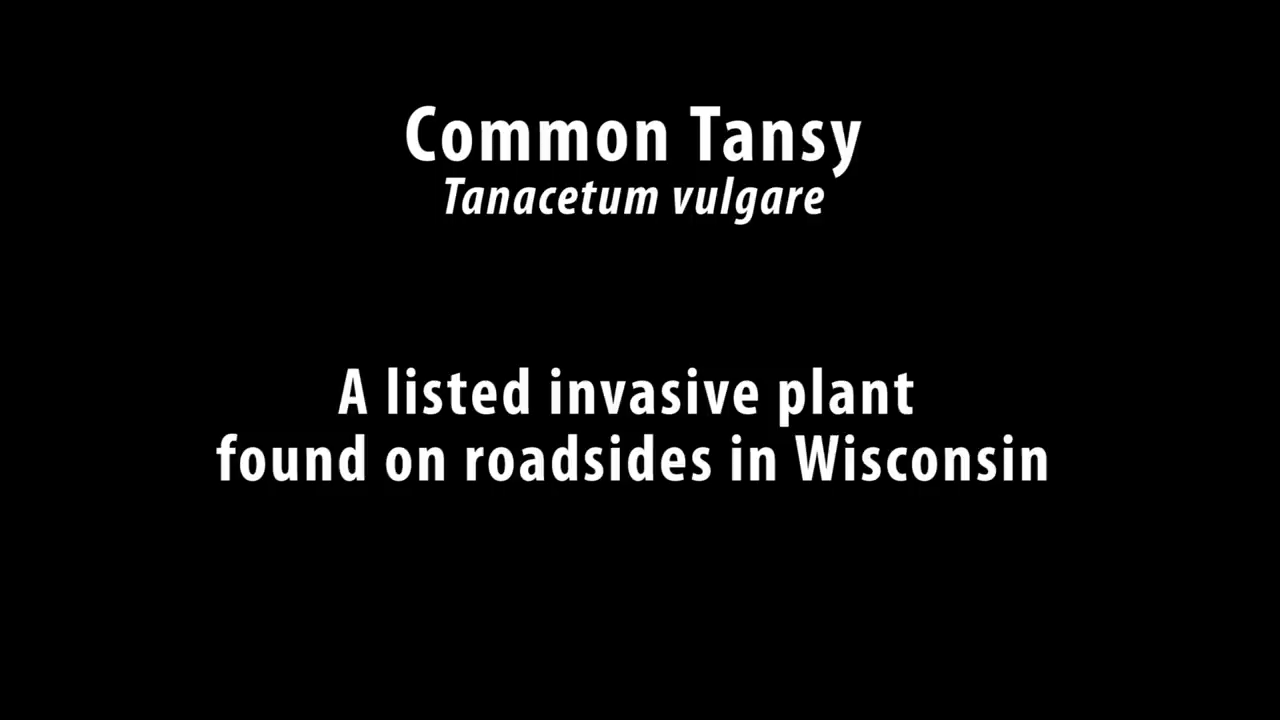 Common Tansy
Tanacetum vulgare
A listed invasive plant
found on roadsides in Wisconsin